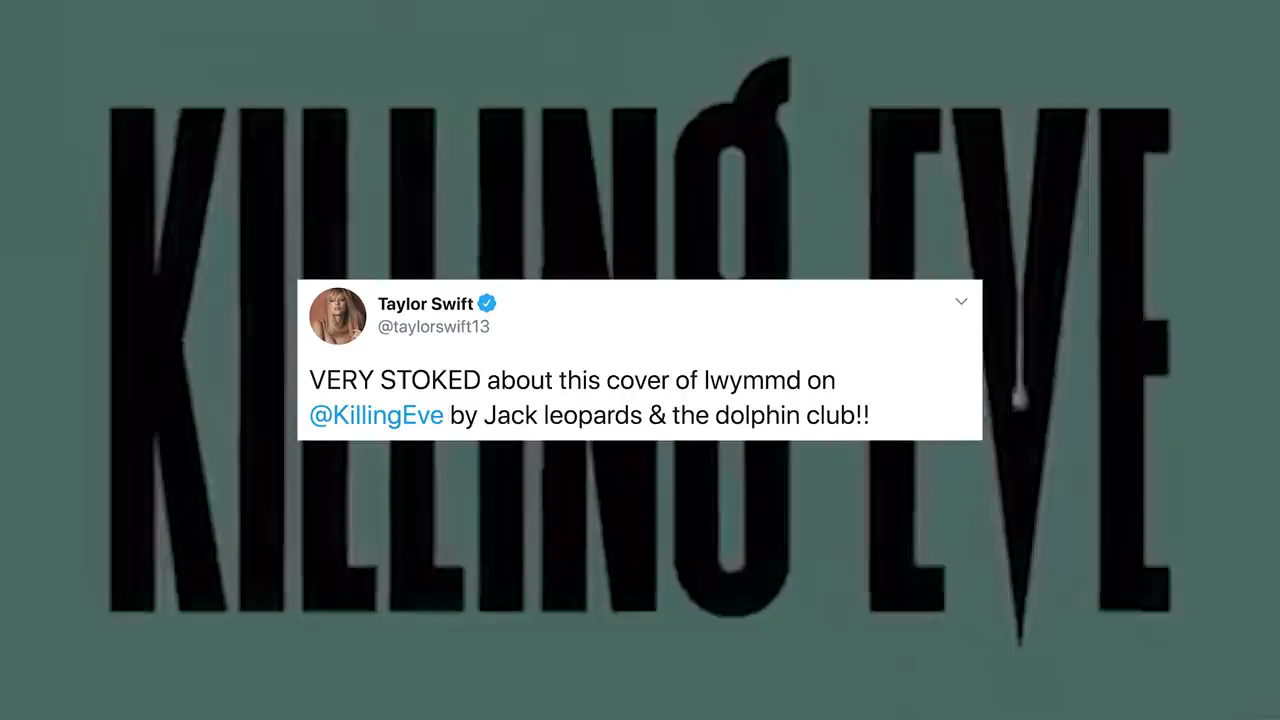 KILLING EVE
Taylor Swift
@taylorswift13
VERY STOKED about this cover of lwymmd on
@KillingEve by Jack leopards & the dolphin club!!